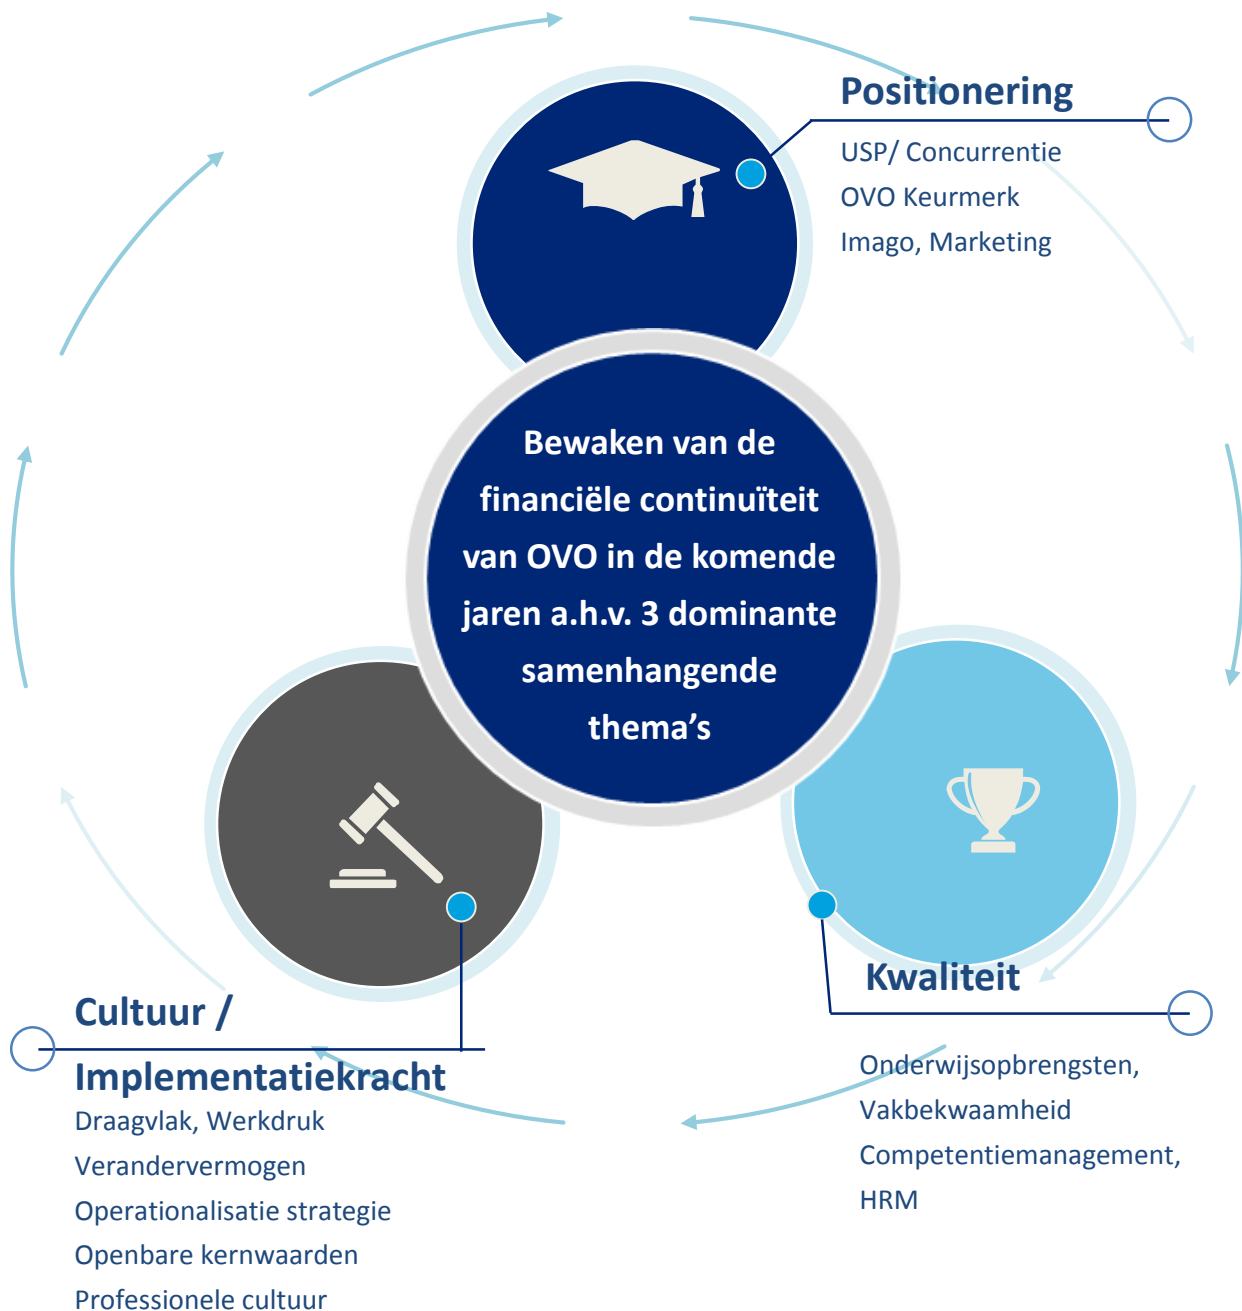 Positionering
USP/ Concurrentie
OVO Keurmerk
Imago, Marketing
Bewaken van de
financiële continuïteit
van OVO in de komende
jaren a.h.v. 3 dominante
samenhangende
thema’s
Kwaliteit
Onderwijsopbrengsten,
Vakbekwaamheid
Competentiemanagement,
HRM
Cultuur /
Implementatiekracht
Draagvlak, Werkdruk
Verandervermogen
Operationalisatie strategie
Openbare kernwaarden
Professionele cultuur